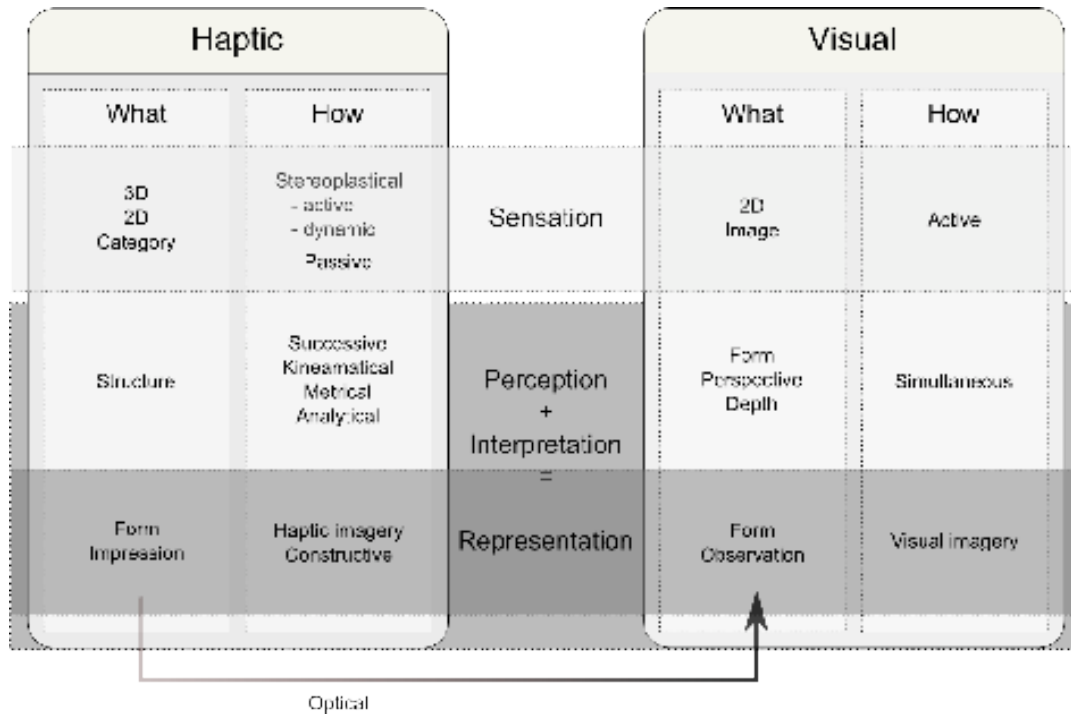 Haptic
Visual
What
How
What
How
3D
2D
Category
Stereoplastical
- active
- dynamic
Passive
Sensation
2D
Image
Active
Structure
Successive
Kineamatical
Metrical
Analytical
Perception
+
Interpretation
=
Form
Perspective
Depth
Simultaneous
Form
Impression
Haptic imagery
Constructive
Representation
Form
Observation
Visual imagery
Optical